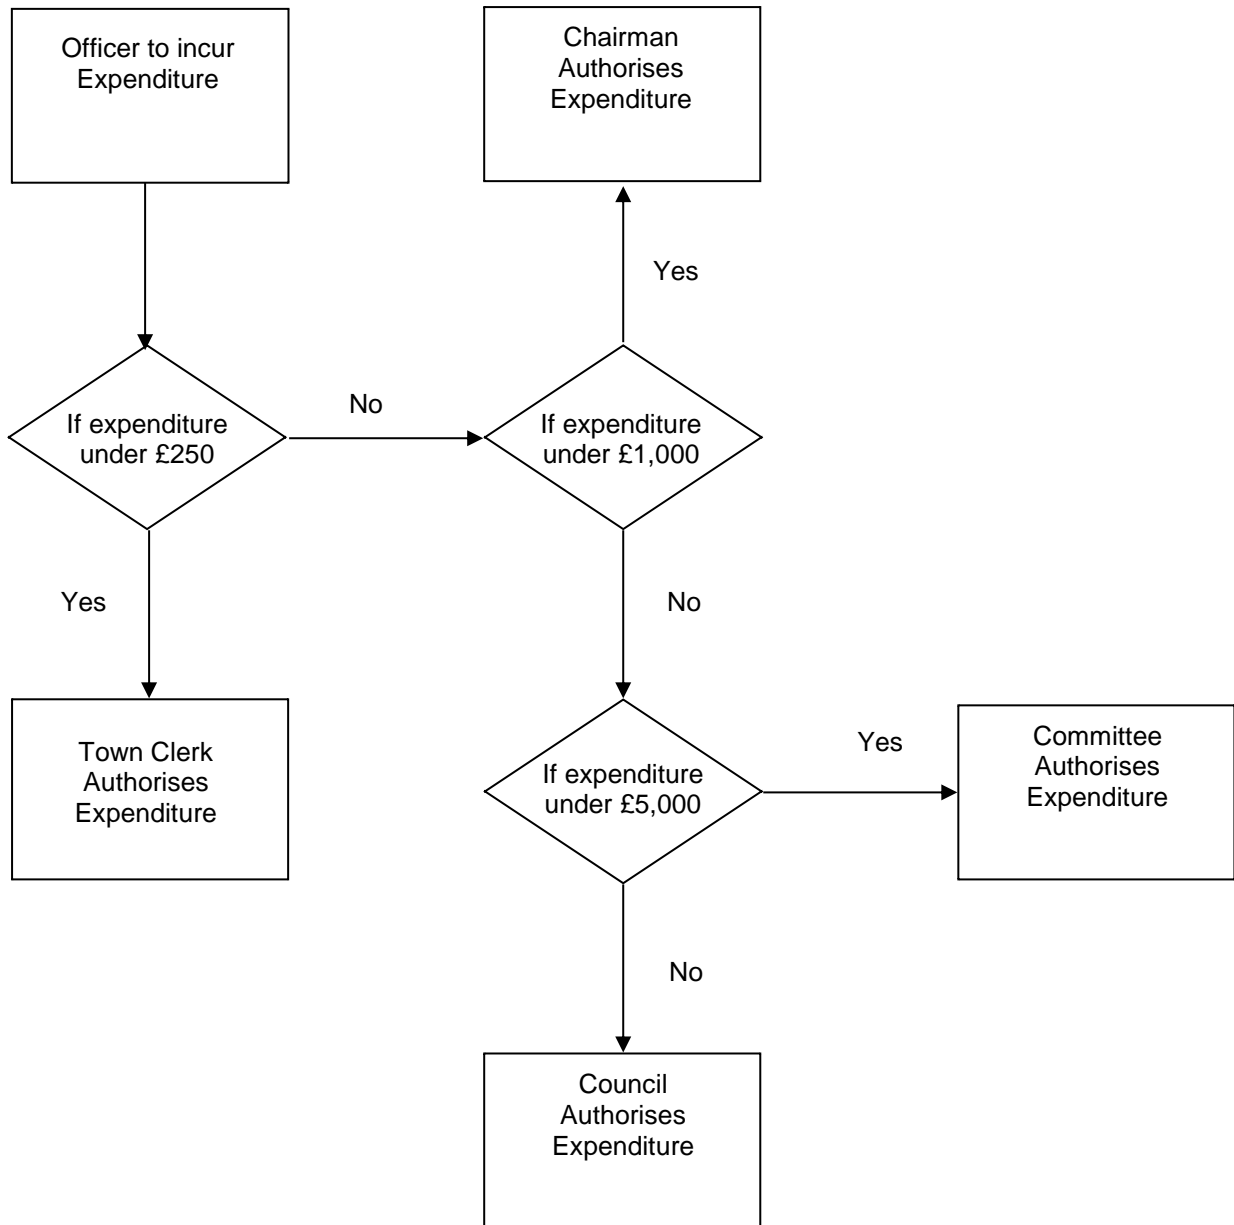 Officer to incur
Expenditure
Chairman
Authorises
Expenditure
Yes
If expenditure
under £250
No
If expenditure
under £1,000
Yes
No
Town Clerk
Authorises
Expenditure
If expenditure
under £5,000
Yes
Committee
Authorises
Expenditure
No
Council
Authorises
Expenditure